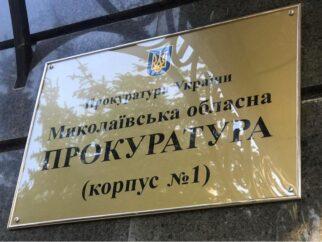 Прокуратура України
Миколаївська обласна
ПРОКУРАТУРА
(корпус №1)